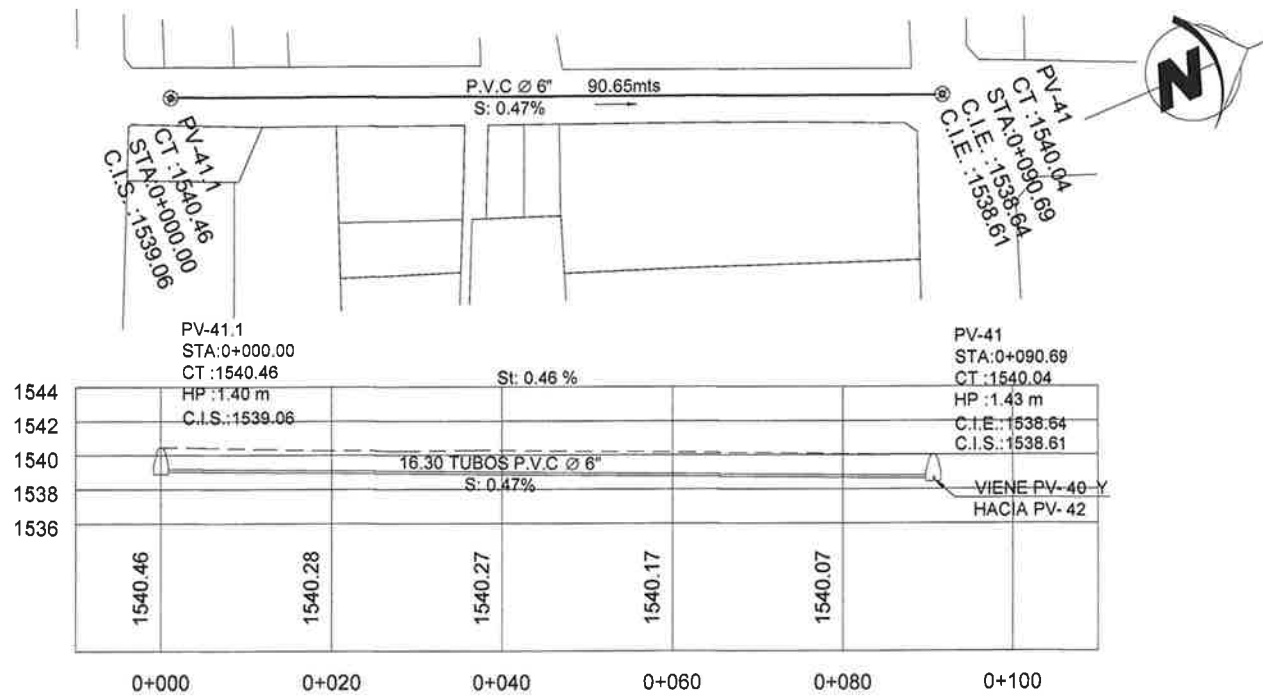 P.V.C Ø 6" 90.65mts
S: 0.47%
N
PV-41.1
CT :1540.46
STA:0+000.00
C.I.S. :1539.06
PV-41
CT :1540.04
STA:0+090.69
C.I.E. :1538.64
C.I.E. :1538.61
PV-41.1
STA:0+000.00
CT :1540.46
HP :1.40 m
C.I.S.:1539.06
St: 0.46 %
PV-41
STA:0+090.69
CT :1540.04
HP :1.43 m
C.I.E.:1538.64
C.I.S.:1538.61
1544
1542
1540
1538
1536
16.30 TUBOS P.V.C Ø 6"
S: 0.47%
VIENE PV- 40 Y
HACIA PV- 42
1540.46
1540.28
1540.27
1540.17
1540.07
0+000 0+020 0+040 0+060 0+080 0+100